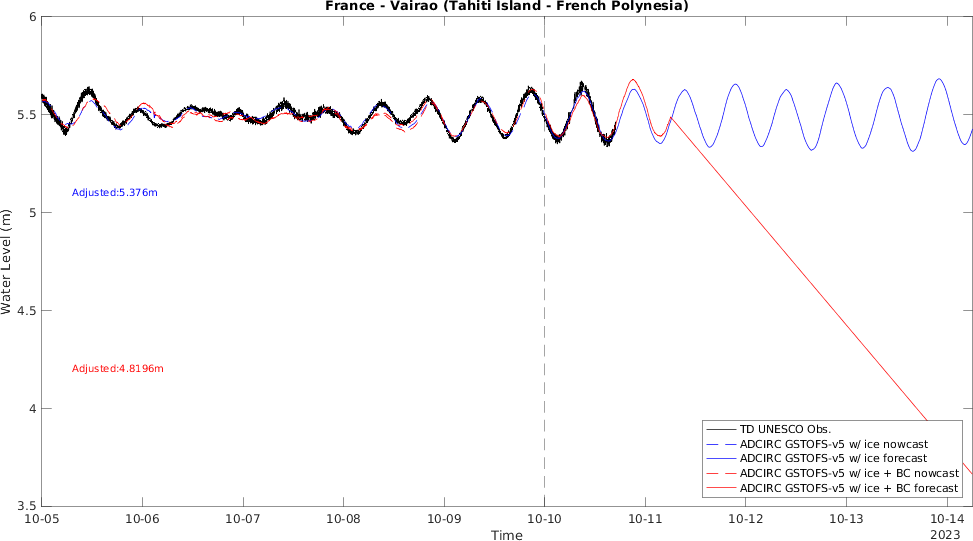 France - Vairao (Tahiti Island - French Polynesia)
6
5.5
5
4.5
4
3.5
Water Level (m)
Adjusted:5.376m
Adjusted:4.8196m
TD UNESCO Obs.
ADCIRC GSTOFS-v5 w/ ice nowcast
ADCIRC GSTOFS-v5 w/ ice forecast
ADCIRC GSTOFS-v5 w/ ice + BC nowcast
ADCIRC GSTOFS-v5 w/ ice + BC forecast
10-05 10-06 10-07 10-08 10-09 10-10 10-11 10-12 10-13 10-14
Time
2023